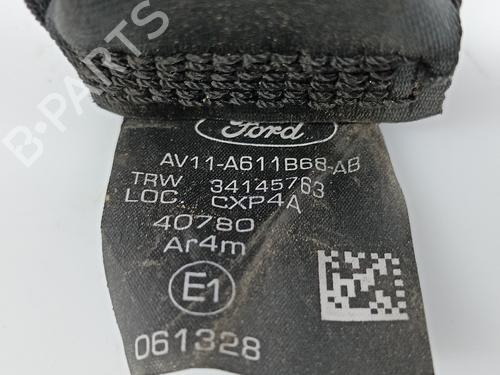 B-PARTS
Ford
AV11-A611B68-AB
TRW 34145763
LOC. CXP4A
40780
Ar4m
E1
061328